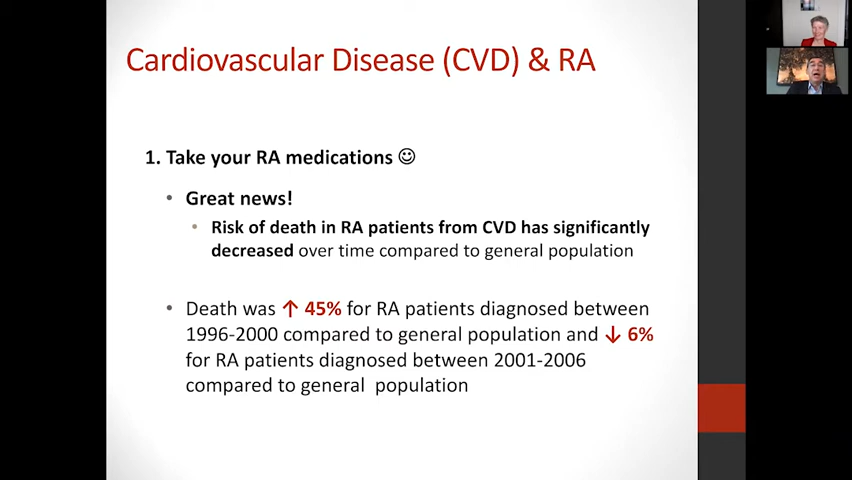 Cardiovascular Disease (CVD) & RA
1. Take your RA medications ☺
• Great news!
• Risk of death in RA patients from CVD has significantly
decreased over time compared to general population
• Death was ↑ 45% for RA patients diagnosed between
1996-2000 compared to general population and ↓ 6%
for RA patients diagnosed between 2001-2006
compared to general population